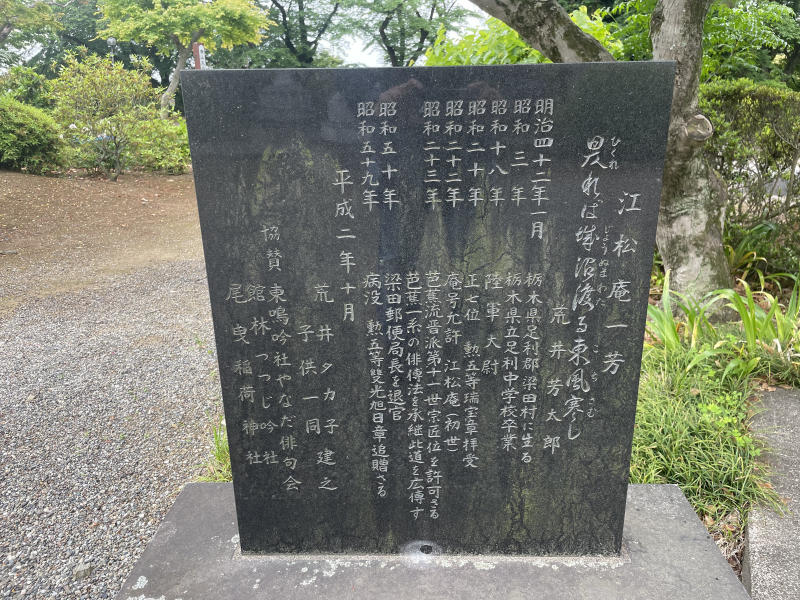 江松庵一芳
荒井芳太郎
昃れば城沼渡る東風寒し
ひくれ
じょうぬまわた
こち
さむ
明治四十二年一月 栃木県足利郡梁田村に生る
昭和三年 栃木県立足利中学校卒業
昭和十八年 陸軍大尉
昭和二十年 正七位 勲五等瑞宝章拝受
昭和二十二年 庵号允許 江松庵(初世)
昭和二十三年 芭蕉流晋派第十一世宗匠位を許可さる
芭蕉一系の俳傳法を承継此道を広傳す
昭和五十年 梁田郵便局長を退官
昭和五十九年 病没 勲五等雙光旭日章追贈さる
平成二年十月
荒井タカ子建之
子供一同
協賛 東鳴吟社やなだ俳句会
館林つつじ吟社
尾曳稲荷神社